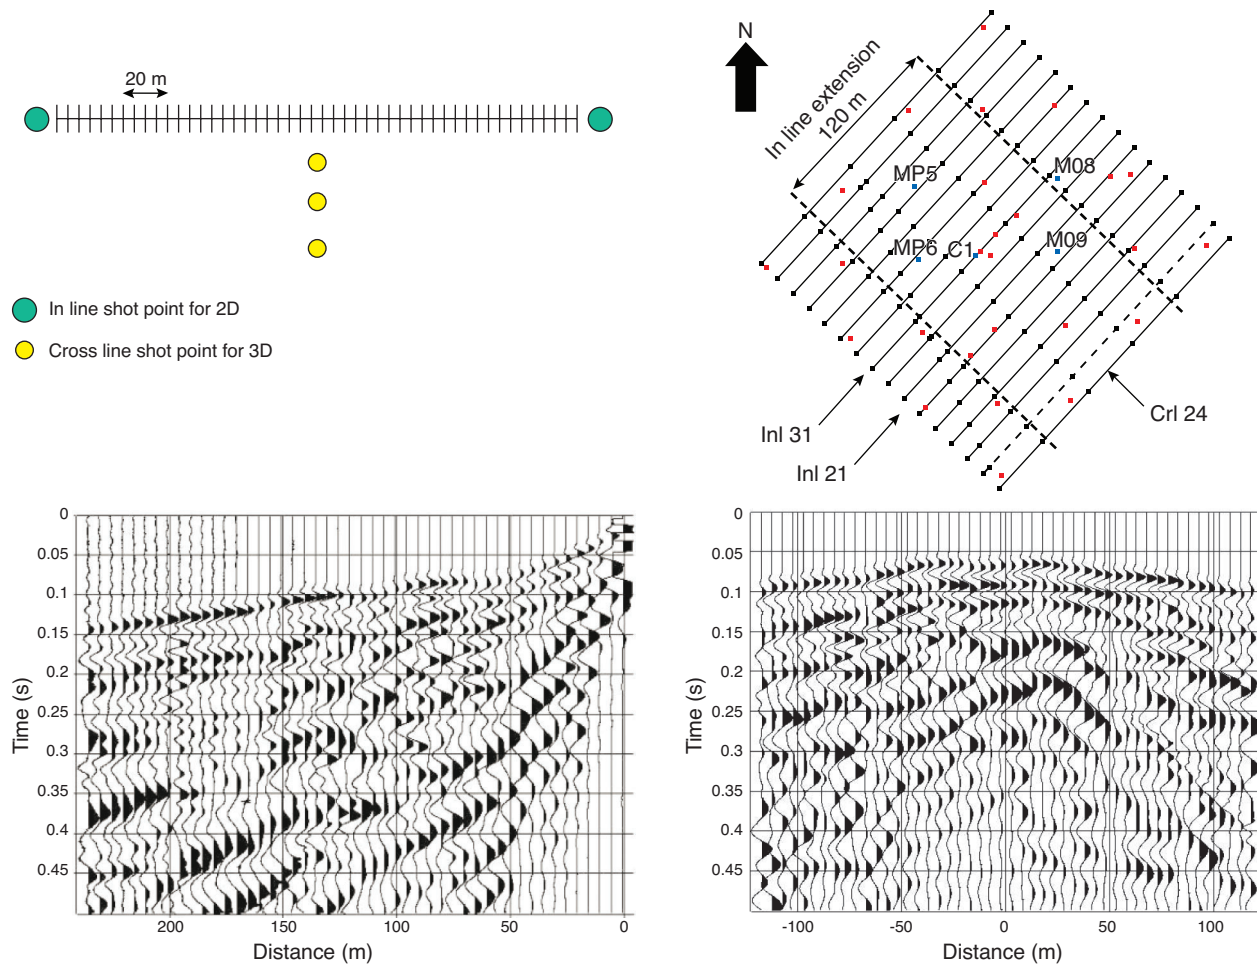 20 m
In line shot point for 2D
Cross line shot point for 3D
N
In line extension
120 m
MP5
M08
MP6
C1
M09
Inl 31
Inl 21
Crl 24
0
0.05
0.1
0.15
0.2
0.25
0.3
0.35
0.4
0.45
Time (s)
200
150
100
50
0
Distance (m)
0
0.05
0.1
0.15
0.2
0.25
0.3
0.35
0.4
0.45
Time (s)
-100
-50
0
50
100
Distance (m)